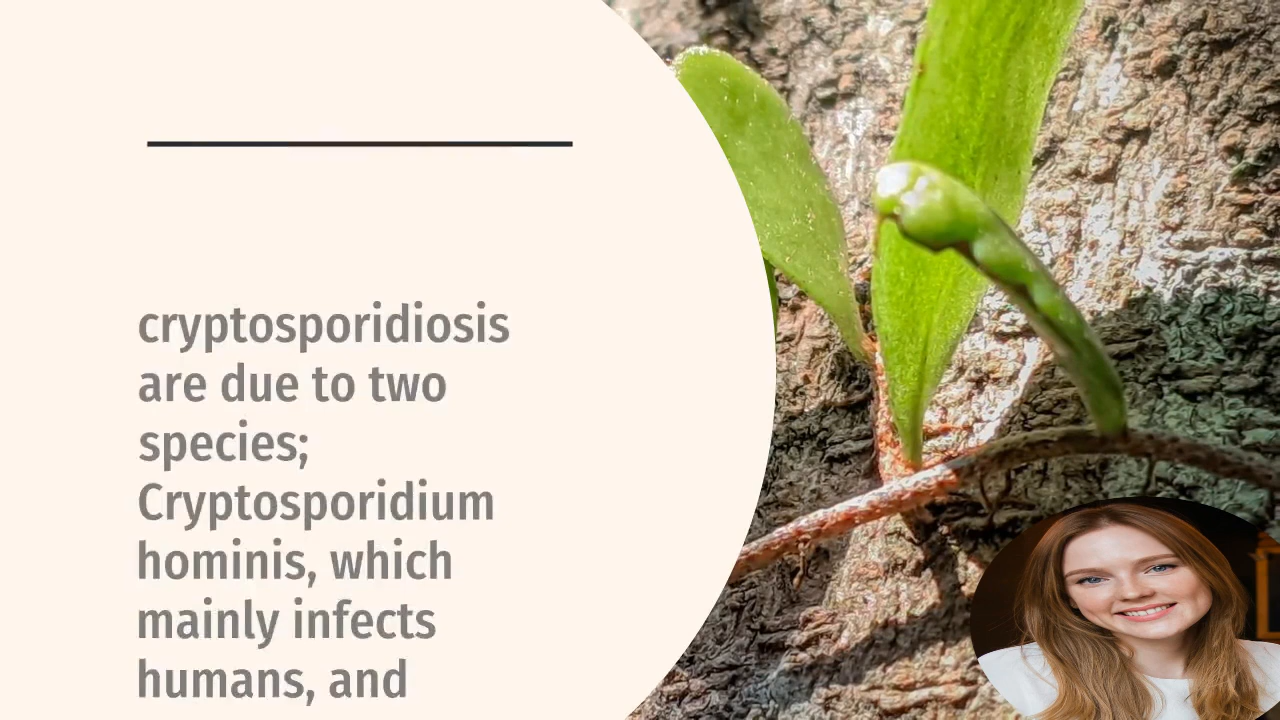 cryptosporidiosis
are due to two
species;
Cryptosporidium
hominis, which
mainly infects
humans, and